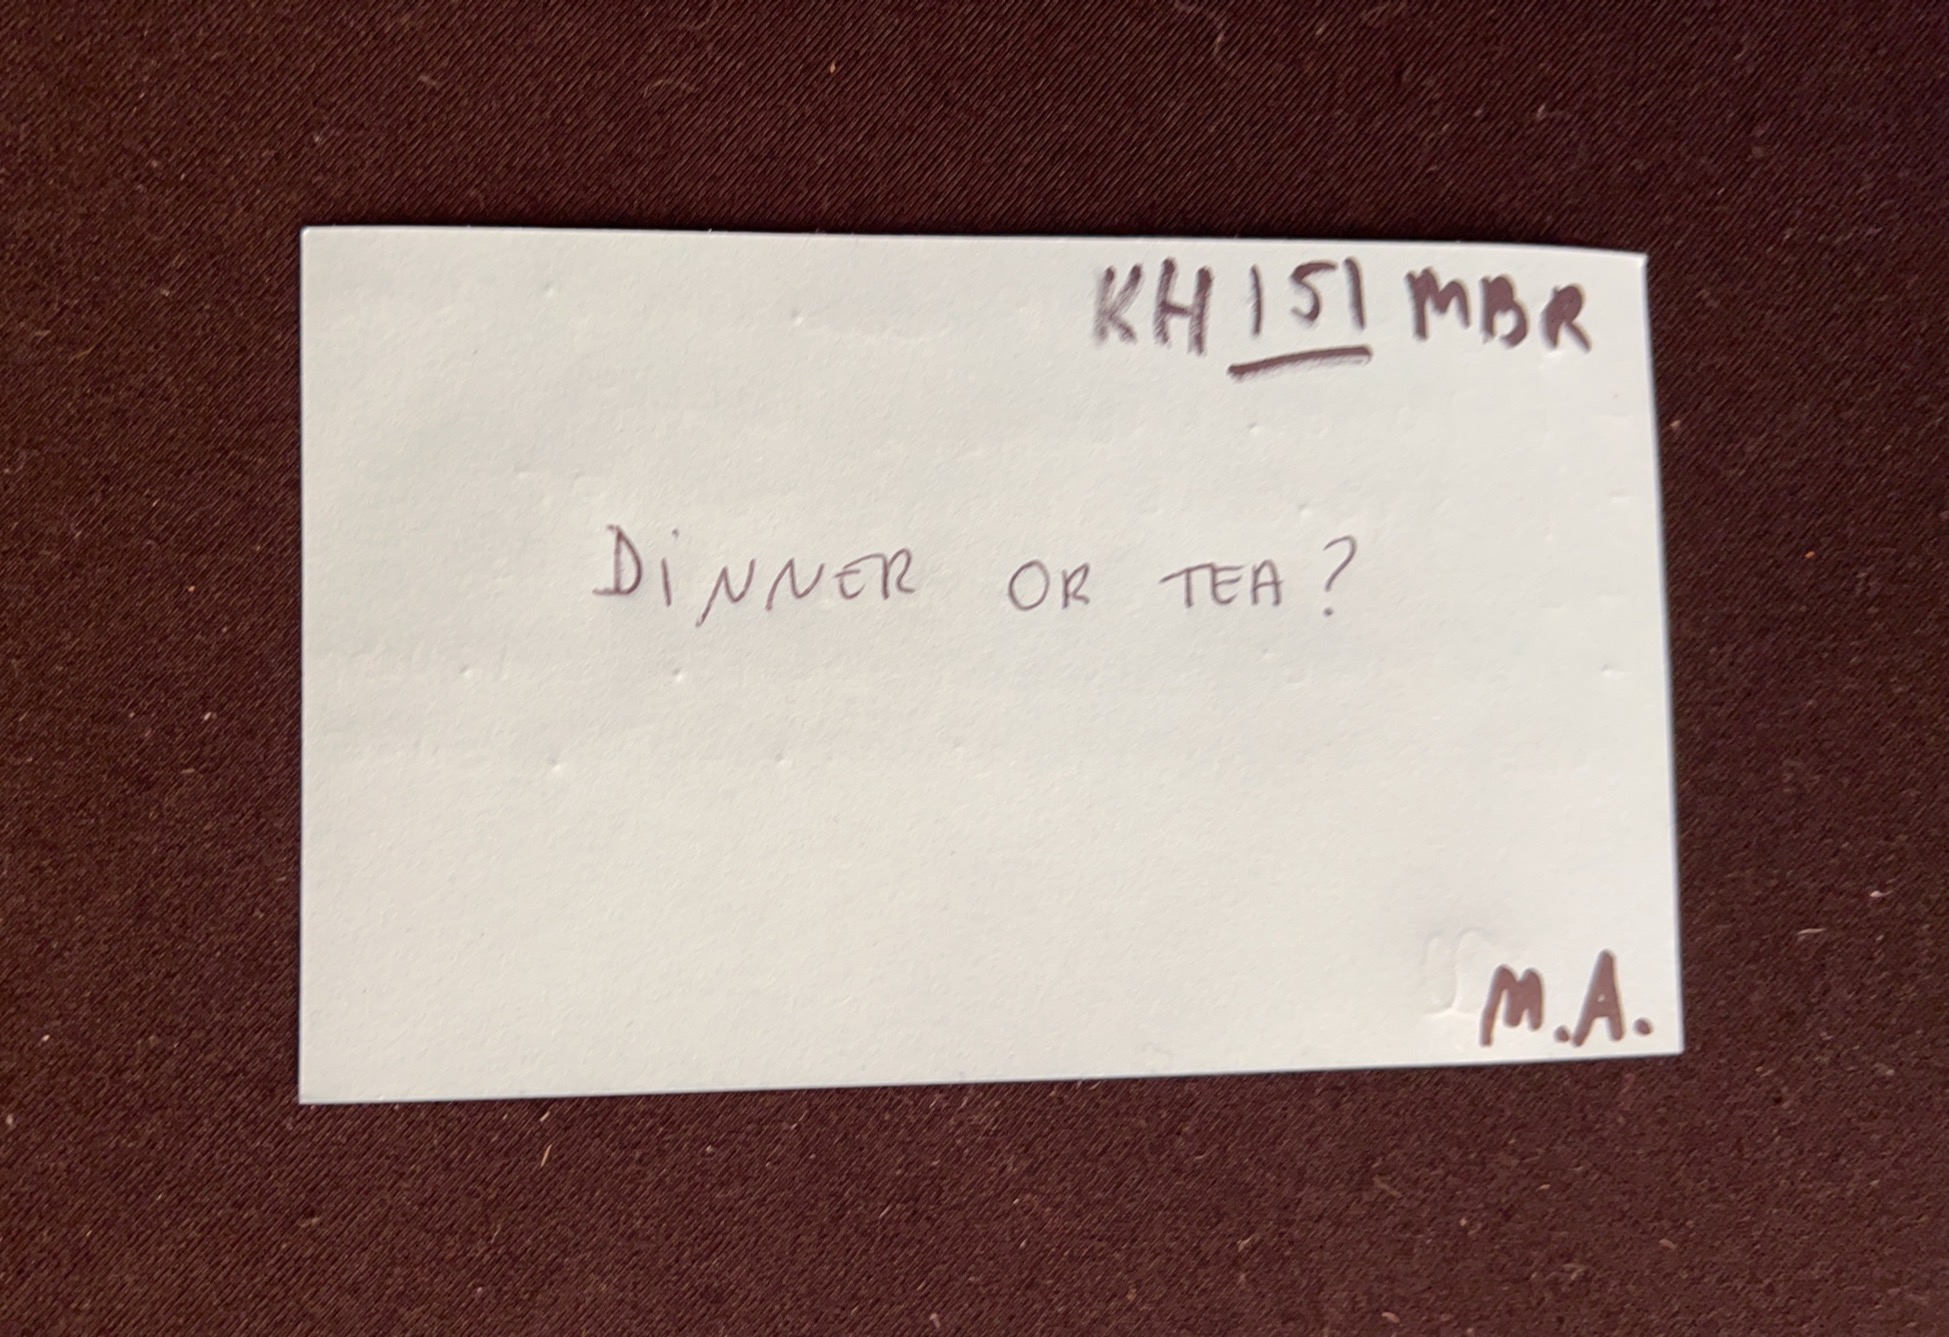 KH 151 MBR
DiNNER OR TEA?
M.A.